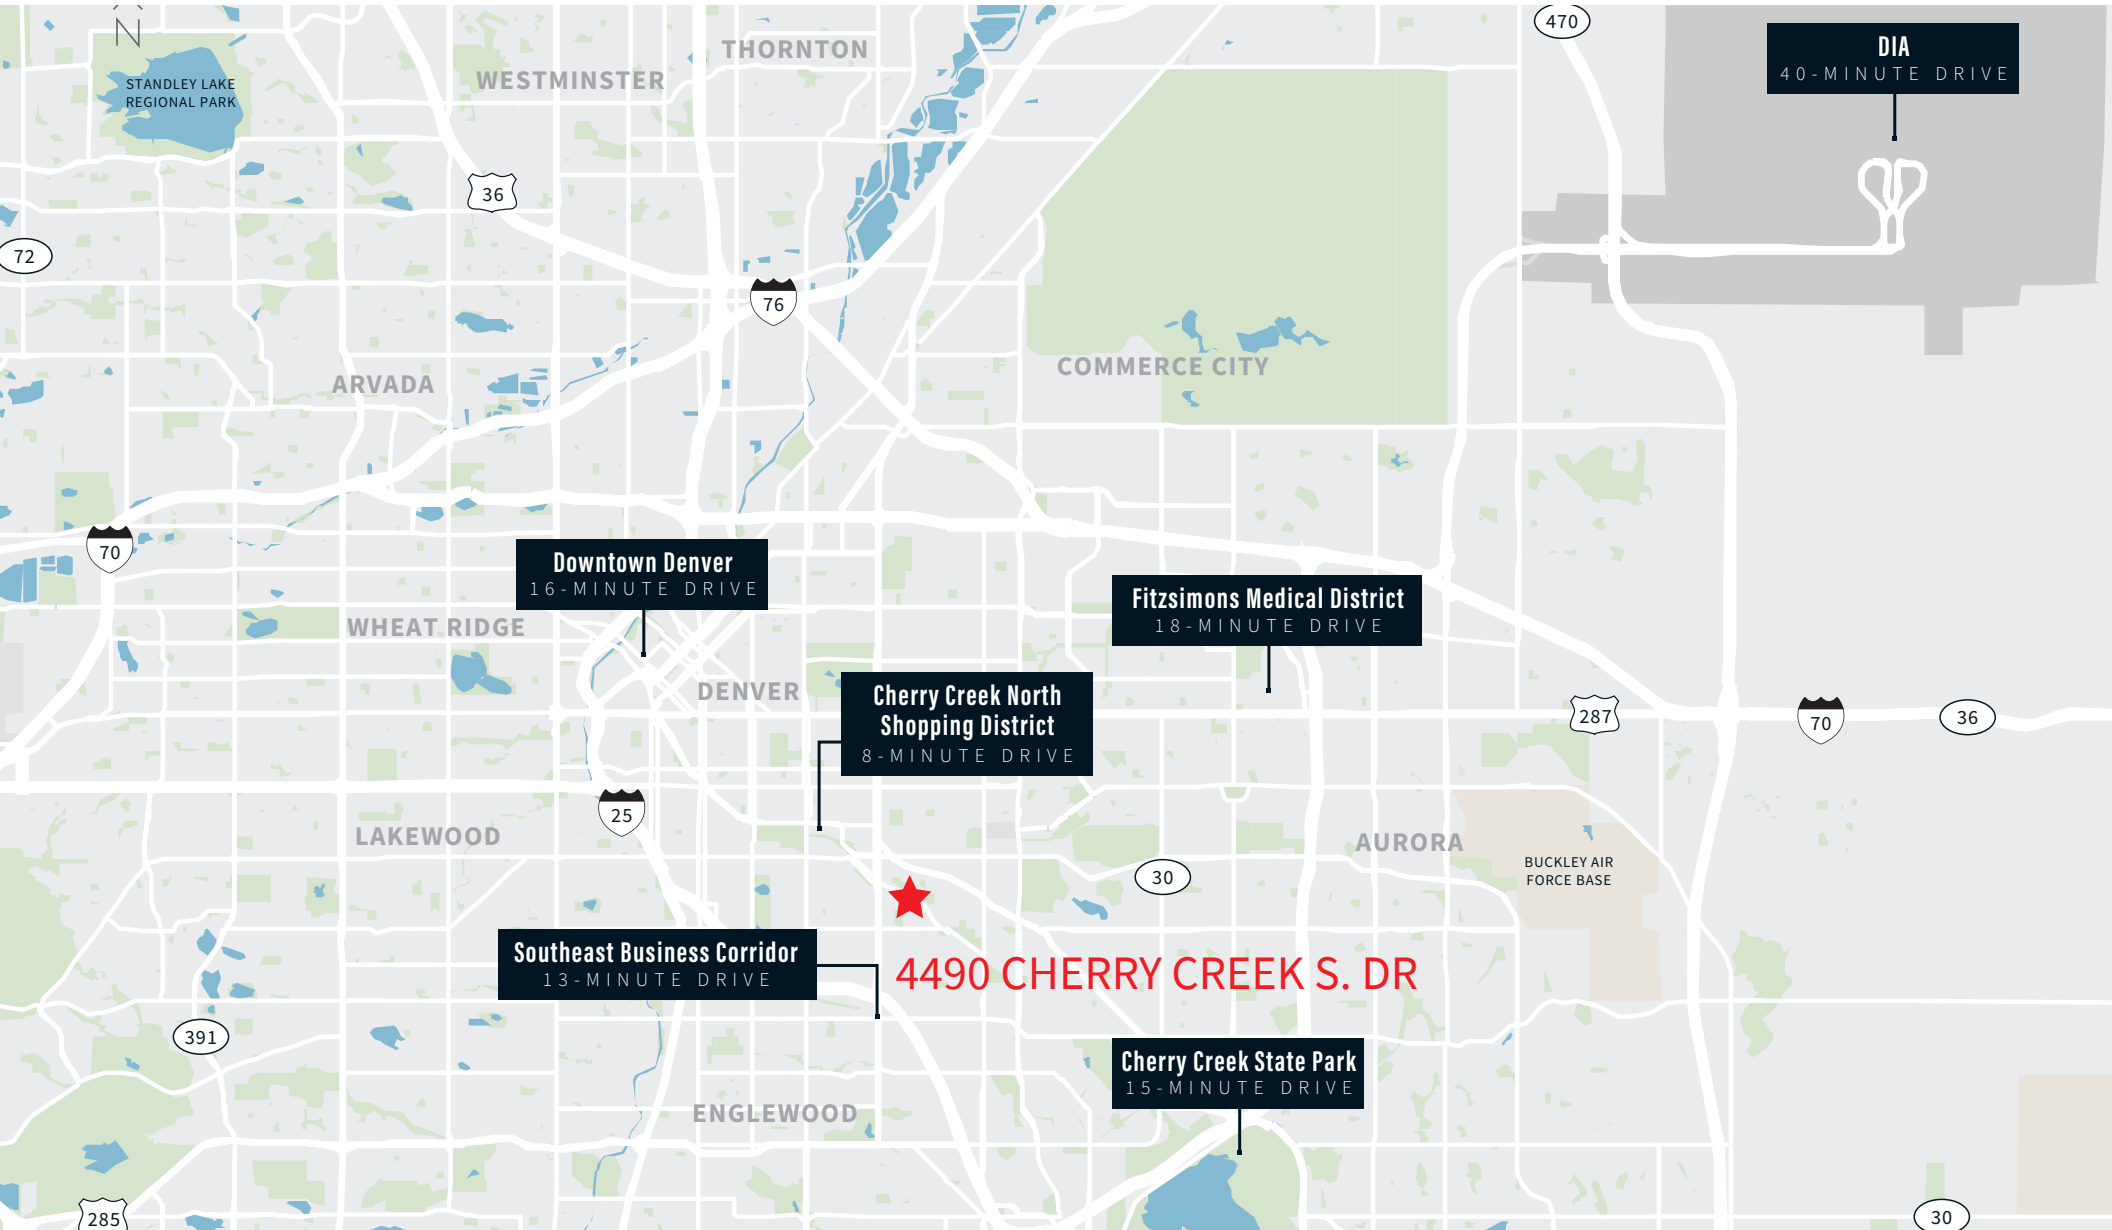 N
470
DIA
40-MINUTE DRIVE
THORNTON
WESTMINSTER
STANDLEY LAKE
REGIONAL PARK
36
72
76
COMMERCE CITY
ARVADA
70
Downtown Denver
16-MINUTE DRIVE
Fitzsimons Medical District
18-MINUTE DRIVE
WHEAT RIDGE
DENVER
Cherry Creek North
Shopping District
8-MINUTE DRIVE
287
70
36
25
LAKEWOOD
AURORA
BUCKLEY AIR
FORCE BASE
30
Southeast Business Corridor
13-MINUTE DRIVE
4490 CHERRY CREEK S. DR
391
Cherry Creek State Park
15-MINUTE DRIVE
ENGLEWOOD
285
30